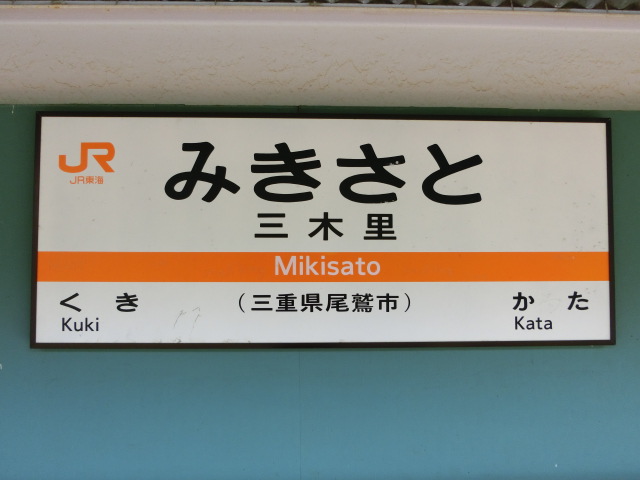 JR
JR東海
みきさと
三木里
Mikisato
くき
（三重県尾鷲市）
かた
Kuki
Kata